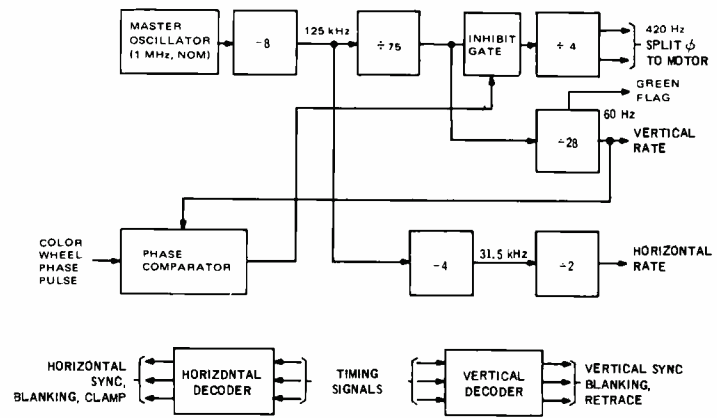 MASTER
OSCILLATOR
(1 MHz, NOM)
−8
125 kHz
÷ 75
INHIBIT
GATE
÷ 4
420 Hz
SPLIT ϕ
TO MOTOR
GREEN
FLAG
60 Hz
÷28
VERTICAL
RATE
COLOR
WHEEL
PHASE
PULSE
PHASE
COMPARATOR
−4
31.5 kHz
÷2
HORIZONTAL
RATE
HORIZONTAL
SYNC,
BLANKING, CLAMP
HORIZDNTAL
DECODER
TIMING
SIGNALS
VERTICAL
DECODER
VERTICAL SYNC
BLANKING,
RETRACE